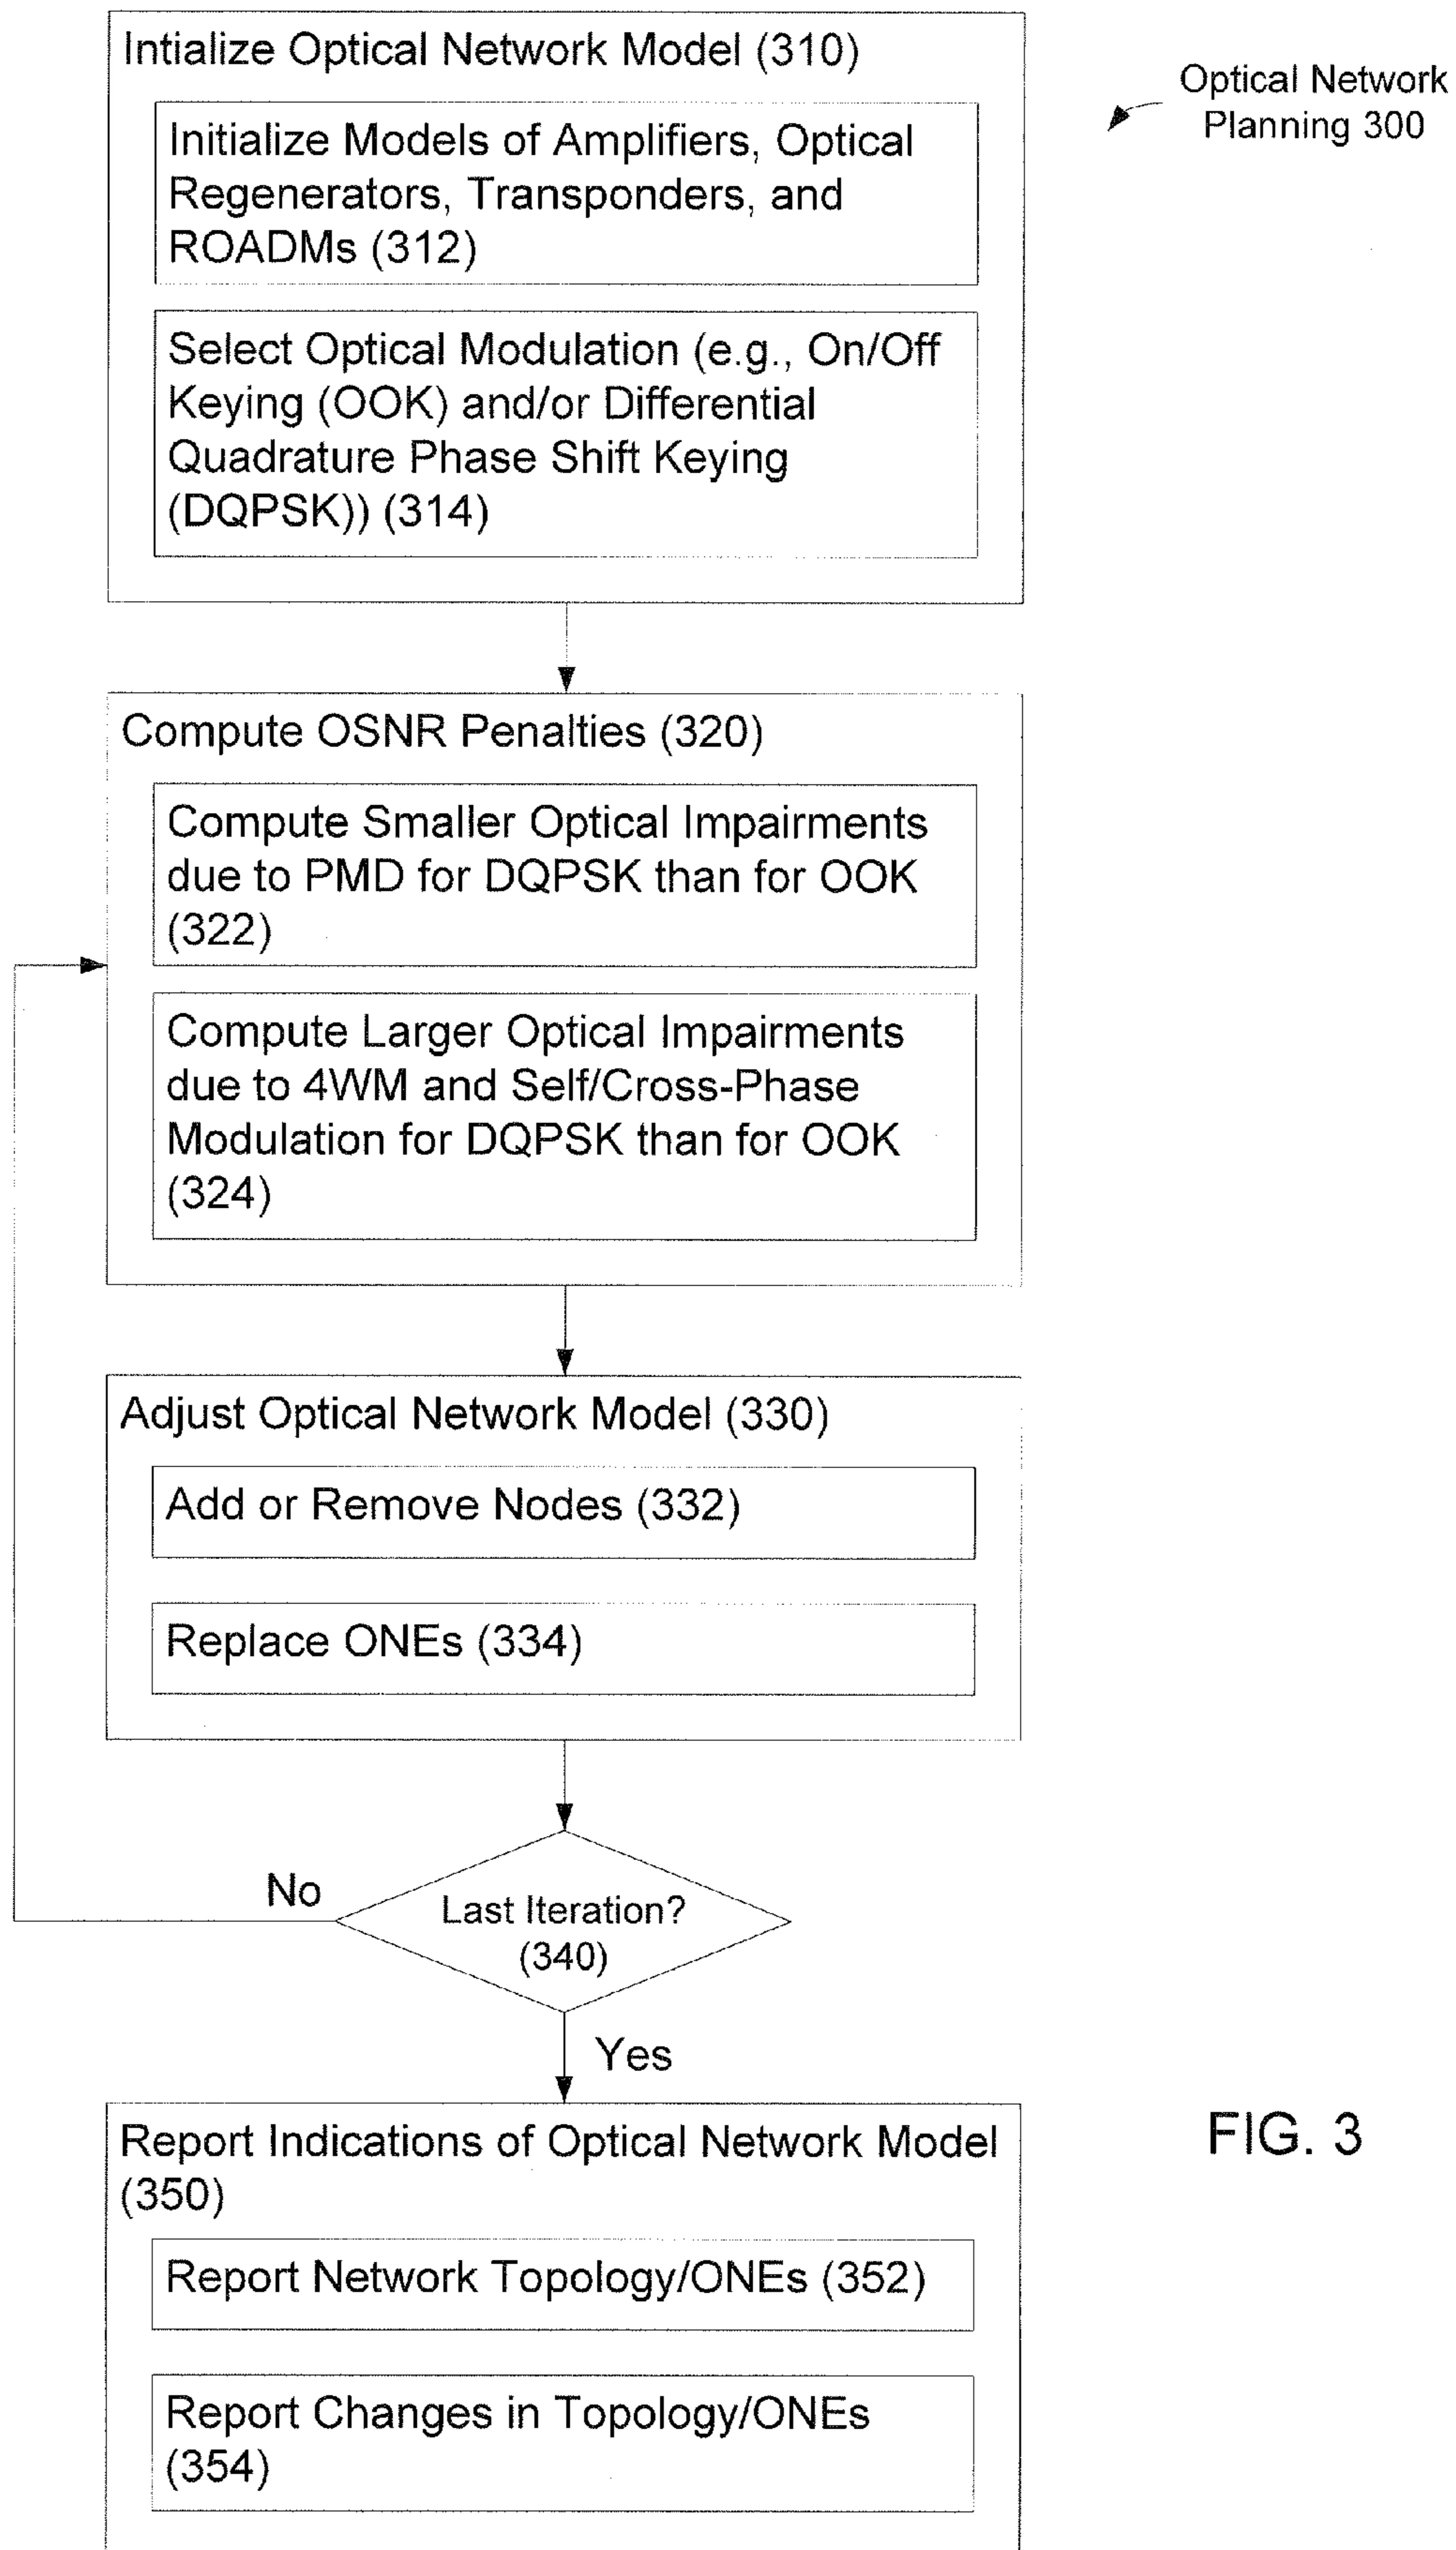 Intialize Optical Network Model (310)
Optical Network
Planning 300
Initialize Models of Amplifiers, Optical
Regenerators, Transponders, and
ROADMs (312)
Select Optical Modulation (e.g., On/Off
Keying (OOK) and/or Differential
Quadrature Phase Shift Keying
(DQPSK)) (314)
Compute OSNR Penalties (320)
Compute Smaller Optical Impairments
due to PMD for DQPSK than for OOK
(322)
Compute Larger Optical Impairments
due to 4WM and Self/Cross-Phase
Modulation for DQPSK than for OOK
(324)
Adjust Optical Network Model (330)
Add or Remove Nodes (332)
Replace ONEs (334)
No
Last Iteration?
(340)
Yes
Report Indications of Optical Network Model
(350)
FIG. 3
Report Network Topology/ONEs (352)
Report Changes in Topology/ONEs
(354)